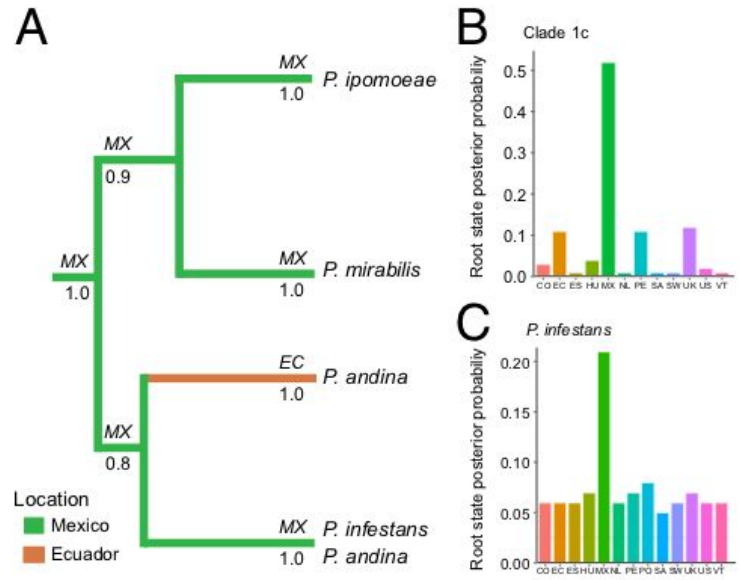 A
MX
1.0
P. ipomoeae
MX
0.9
MX
1.0
P. mirabilis
MX
1.0
EC
1.0
P. andina
MX
0.8
MX
1.0
P. infestans
P. andina
Location
Mexico
Ecuador
B
Clade 1c
Root state posterior probabiliy
0.5
0.4
0.3
0.2
0.1
0.0
CO EC ES HU MX NL PE SA SW UK US VT
C
P. infestans
Root state posterior probabiliy
0.20
0.15
0.10
0.05
0.00
CO EC ES HU MX NL PE PO SA SW UK US VT